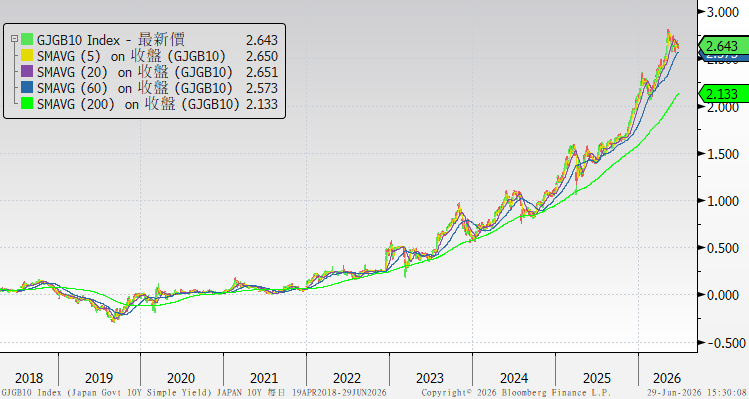 GJGB10 Index - 最新價 2.643
SMAVG (5) on 收盤 (GJGB10) 2.650
SMAVG (20) on 收盤 (GJGB10) 2.651
SMAVG (60) on 收盤 (GJGB10) 2.573
SMAVG (200) on 收盤 (GJGB10) 2.133
3.000
2.643
2.573
2.133
2.000
1.500
1.000
0.500
0.000
-0.500
2018 2019 2020 2021 2022 2023 2024 2025 2026
GJGB10 Index (Japan Govt 10Y Simple Yield) JAPAN 10Y 每日 19APR2018-29JUN2026 Copyright© 2026 Bloomberg Finance L.P. 29-Jun-2026 15:30:08